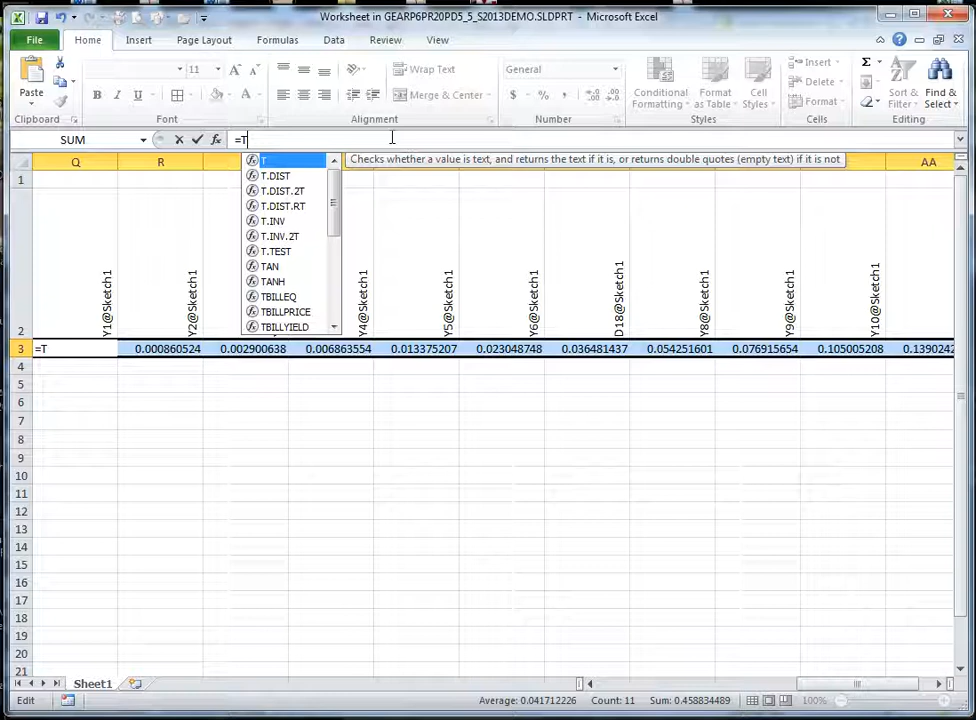 Worksheet in GEARP6PR20PD5_5_S2013DEMO.SLDPRT - Microsoft Excel
File Home Insert Page Layout Formulas Data Review View
Paste
11
Wrap Text
Merge & Center
General
Conditional Formatting
Format as Table
Cell Styles
Insert
Delete
Format
Sort & Filter
Find & Select
Clipboard Font Alignment Number Styles Cells Editing
SUM =T
Q R AA
T
T.DIST
T.DIST.2T
T.DIST.RT
T.INV
T.INV.2T
T.TEST
TAN
TANH
TBILLEQ
TBILLPRICE
TBILLYIELD
Checks whether a value is text, and returns the text if it is, or returns double quotes (empty text) if it is not
1
2 Y1@Sketch1 Y2@Sketch1 Y4@Sketch1 Y5@Sketch1 Y6@Sketch1 D18@Sketch1 Y8@Sketch1 Y9@Sketch1 Y10@Sketch1
3 =T 0.000860524 0.002900638 0.006863554 0.013375207 0.023048748 0.036481437 0.054251601 0.076915654 0.105005208 0.1390242
4
5
6
7
8
9
10
11
12
13
14
15
16
17
18
19
20
21
Sheet1
Edit Average: 0.041712226 Count: 11 Sum: 0.458834489 100%